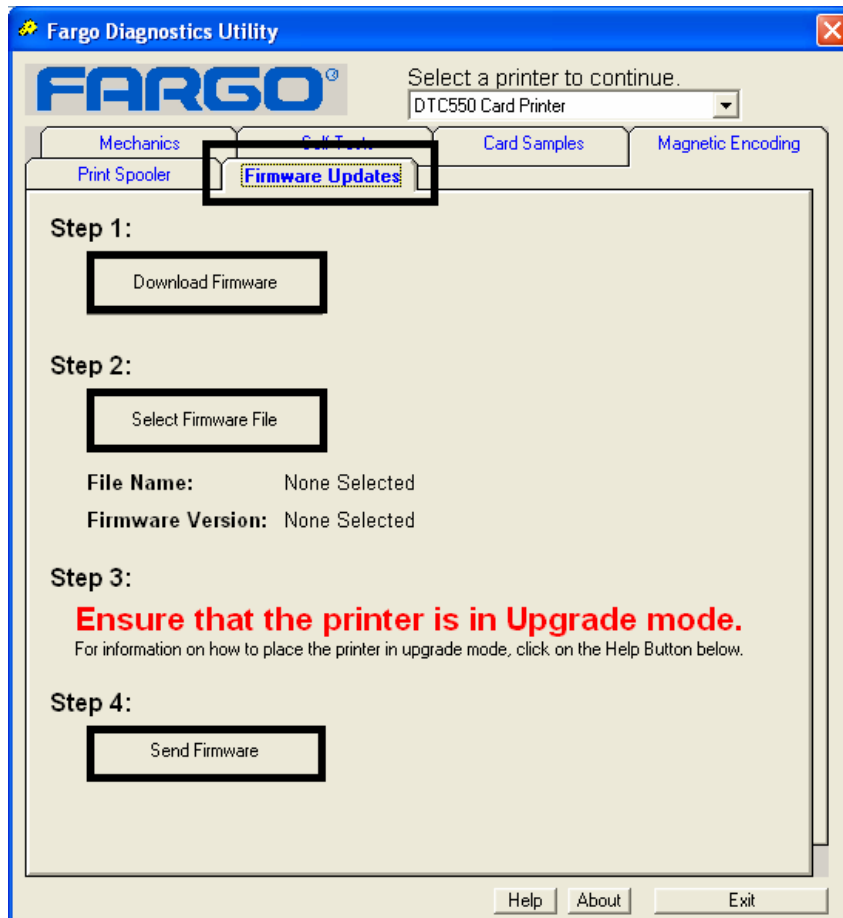 Fargo Diagnostics Utility
FARGO®
Select a printer to continue.
DTC550 Card Printer
Mechanics
Self Tests
Card Samples
Magnetic Encoding
Print Spooler
Firmware Updates
Step 1:
Download Firmware
Step 2:
Select Firmware File
File Name: None Selected
Firmware Version: None Selected
Step 3:
Ensure that the printer is in Upgrade mode.
For information on how to place the printer in upgrade mode, click on the Help Button below.
Step 4:
Send Firmware
Help
About
Exit